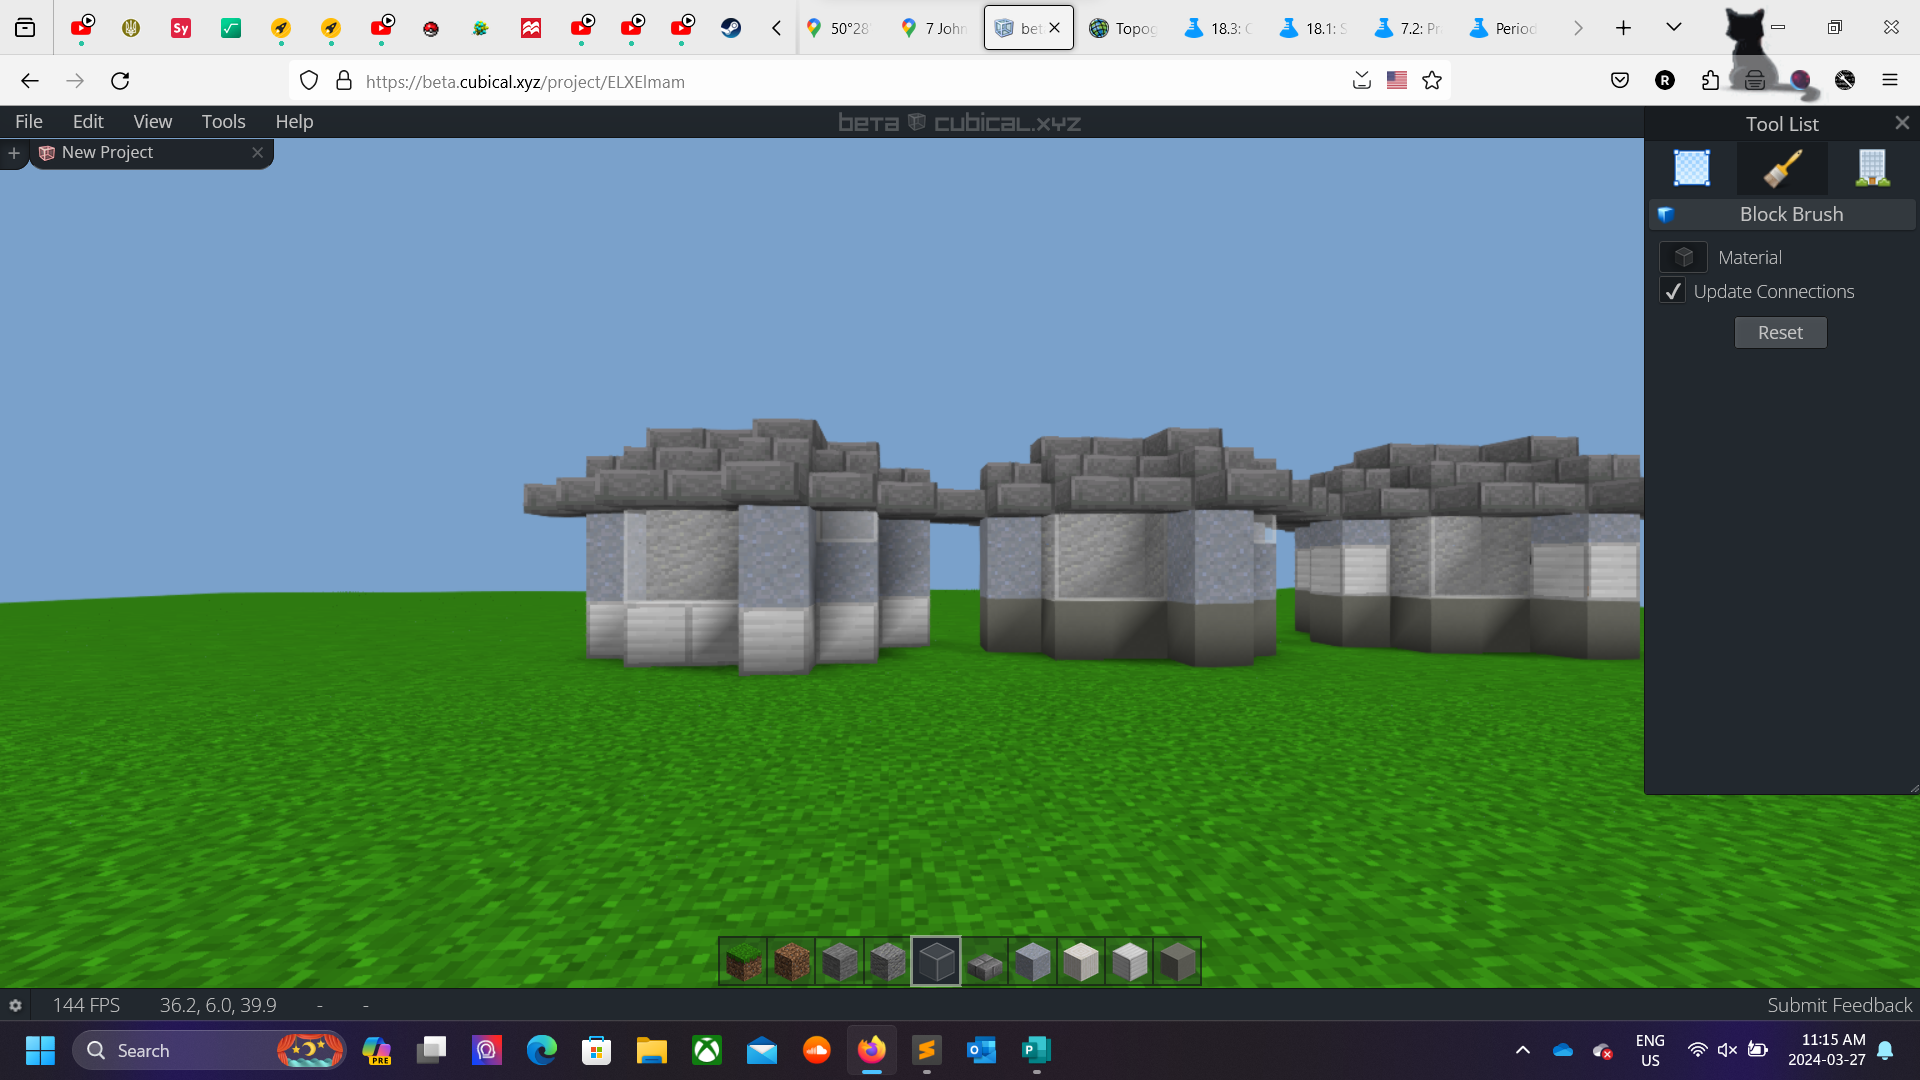 Sy
50°28'
7 John
bet
Topog
18.3: C
18.1: S
7.2: Pr
Period
https://beta.cubical.xyz/project/ELXElmam
R
File Edit View Tools Help
beta cubical.xyz
Tool List
New Project
Block Brush
Material
Update Connections
Reset
144 FPS 36.2, 6.0, 39.9 - -
Submit Feedback
Search
PRE
ENG
US
11:15 AM
2024-03-27